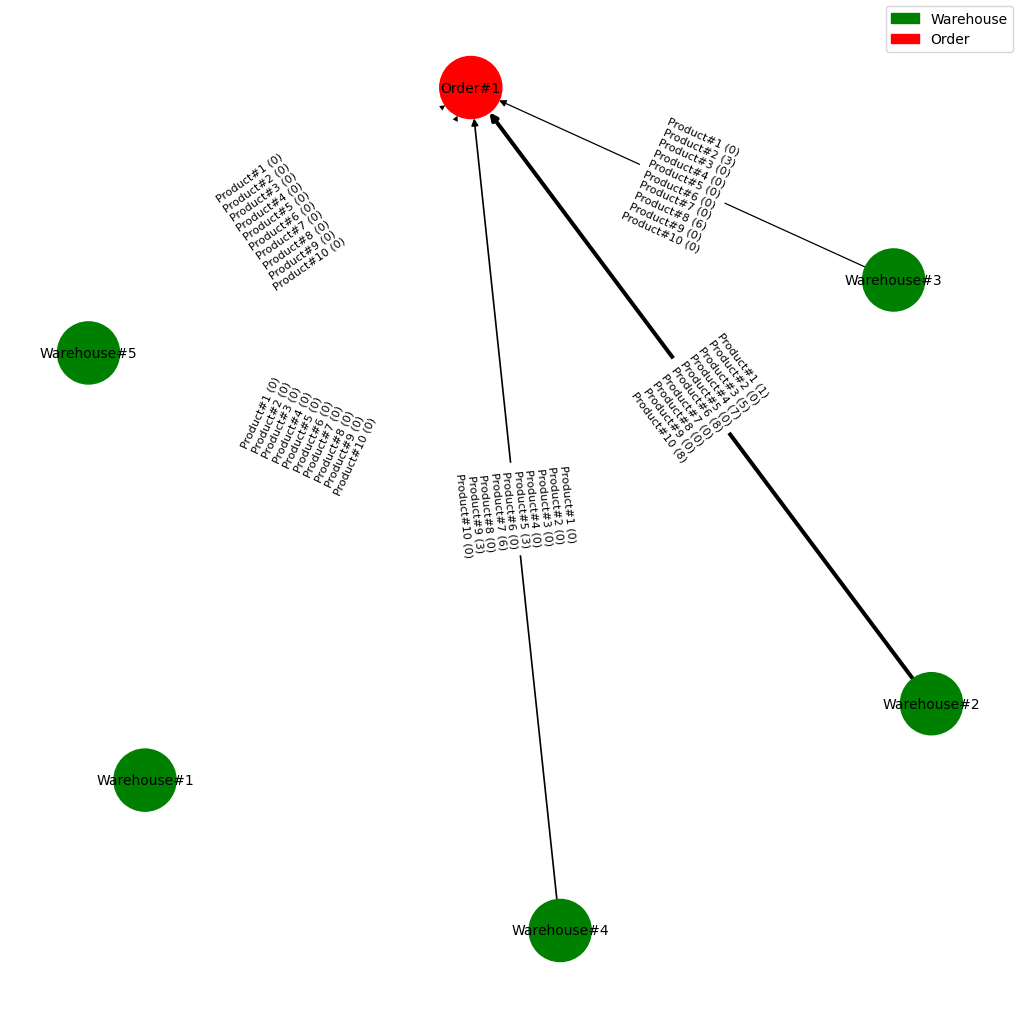 Warehouse
Order
Order#1
Product#1 (0)
Product#2 (3)
Product#3 (0)
Product#4 (0)
Product#5 (0)
Product#6 (0)
Product#7 (0)
Product#8 (6)
Product#9 (0)
Product#10 (0)
Product#1 (0)
Product#2 (0)
Product#3 (0)
Product#4 (0)
Product#5 (0)
Product#6 (0)
Product#7 (0)
Product#8 (0)
Product#9 (0)
Product#10 (0)
Warehouse#3
Warehouse#5
Product#1 (1)
Product#2 (0)
Product#3 (5)
Product#4 (7)
Product#5 (0)
Product#6 (8)
Product#7 (0)
Product#8 (0)
Product#9 (0)
Product#10 (8)
Product#1 (0)
Product#2 (0)
Product#3 (0)
Product#4 (0)
Product#5 (0)
Product#6 (0)
Product#7 (0)
Product#8 (0)
Product#9 (0)
Product#10 (0)
Product#1 (0)
Product#2 (0)
Product#3 (0)
Product#4 (0)
Product#5 (3)
Product#6 (0)
Product#7 (6)
Product#8 (0)
Product#9 (3)
Product#10 (0)
Warehouse#2
Warehouse#1
Warehouse#4